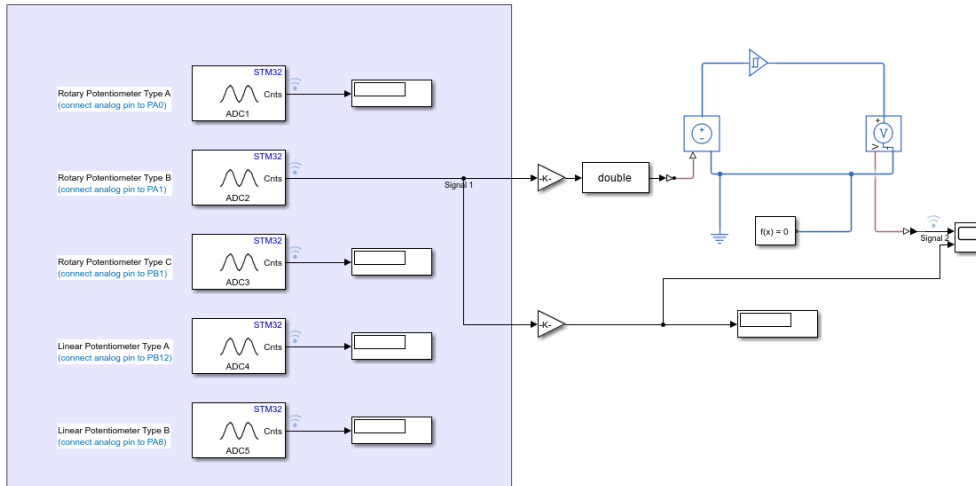 STM32
Rotary Potentiometer Type A
(connect analog pin to PA0)
Cnts
ADC1
STM32
Rotary Potentiometer Type B
(connect analog pin to PA1)
Cnts
Signal 1
ADC2
-K-
double
STM32
Rotary Potentiometer Type C
(connect analog pin to PB1)
Cnts
ADC3
+
-
+
V
V
-
f(x) = 0
Signal 2
STM32
Linear Potentiometer Type A
(connect analog pin to PB12)
Cnts
ADC4
-K-
STM32
Linear Potentiometer Type B
(connect analog pin to PA8)
Cnts
ADC5